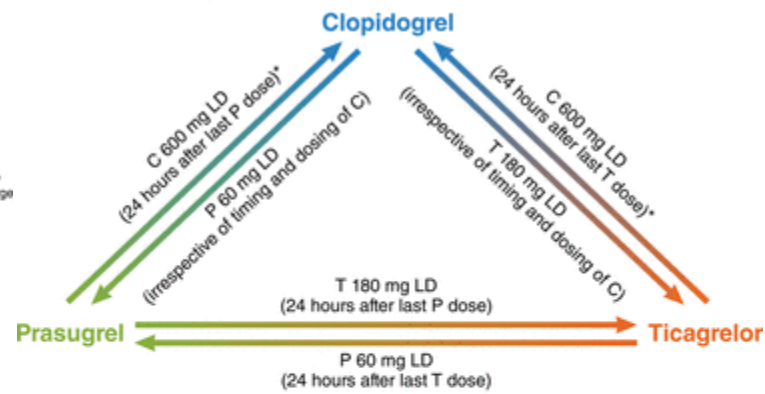 Clopidogrel
C 600 mg LD
(24 hours after last P dose)*
P 60 mg LD
(irrespective of timing and dosing of C)
C 600 mg LD
(24 hours after last T dose)*
T 180 mg LD
(irrespective of timing and dosing of C)
T 180 mg LD
(24 hours after last P dose)
Prasugrel
Ticagrelor
P 60 mg LD
(24 hours after last T dose)